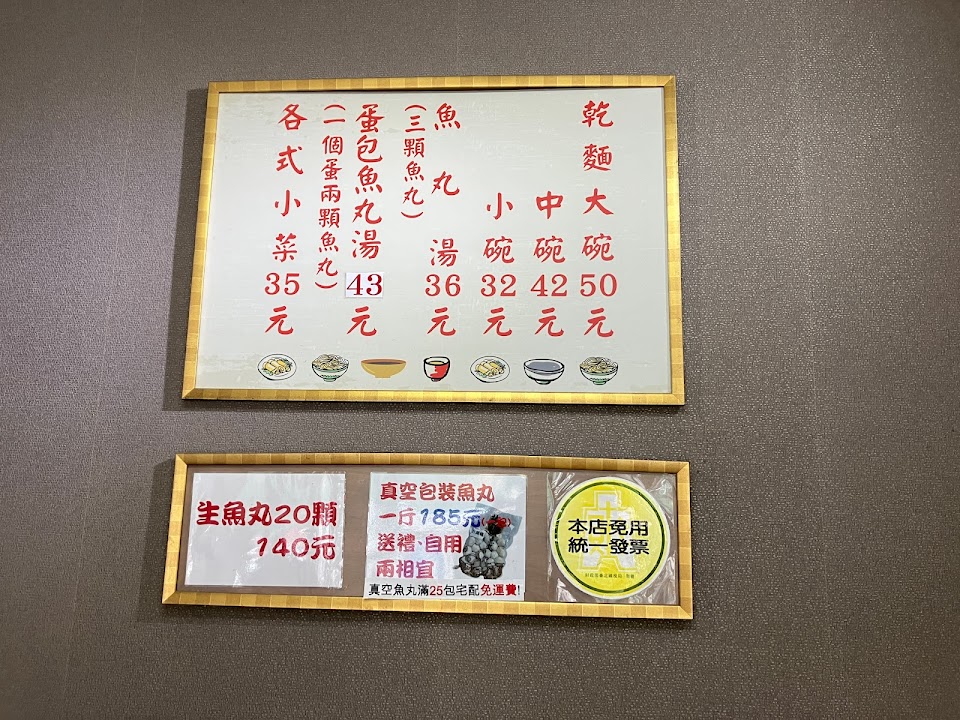 乾麵大碗50元
中碗42元
小碗32元
魚丸湯36元
(三顆魚丸)
蛋包魚丸湯43元
(一個蛋兩顆魚丸)
各式小菜35元
生魚丸20顆
140元
真空包裝魚丸
一斤185元
送禮、自用
兩相宜
真空魚丸滿25包宅配免運費!
本店免用
統一發票